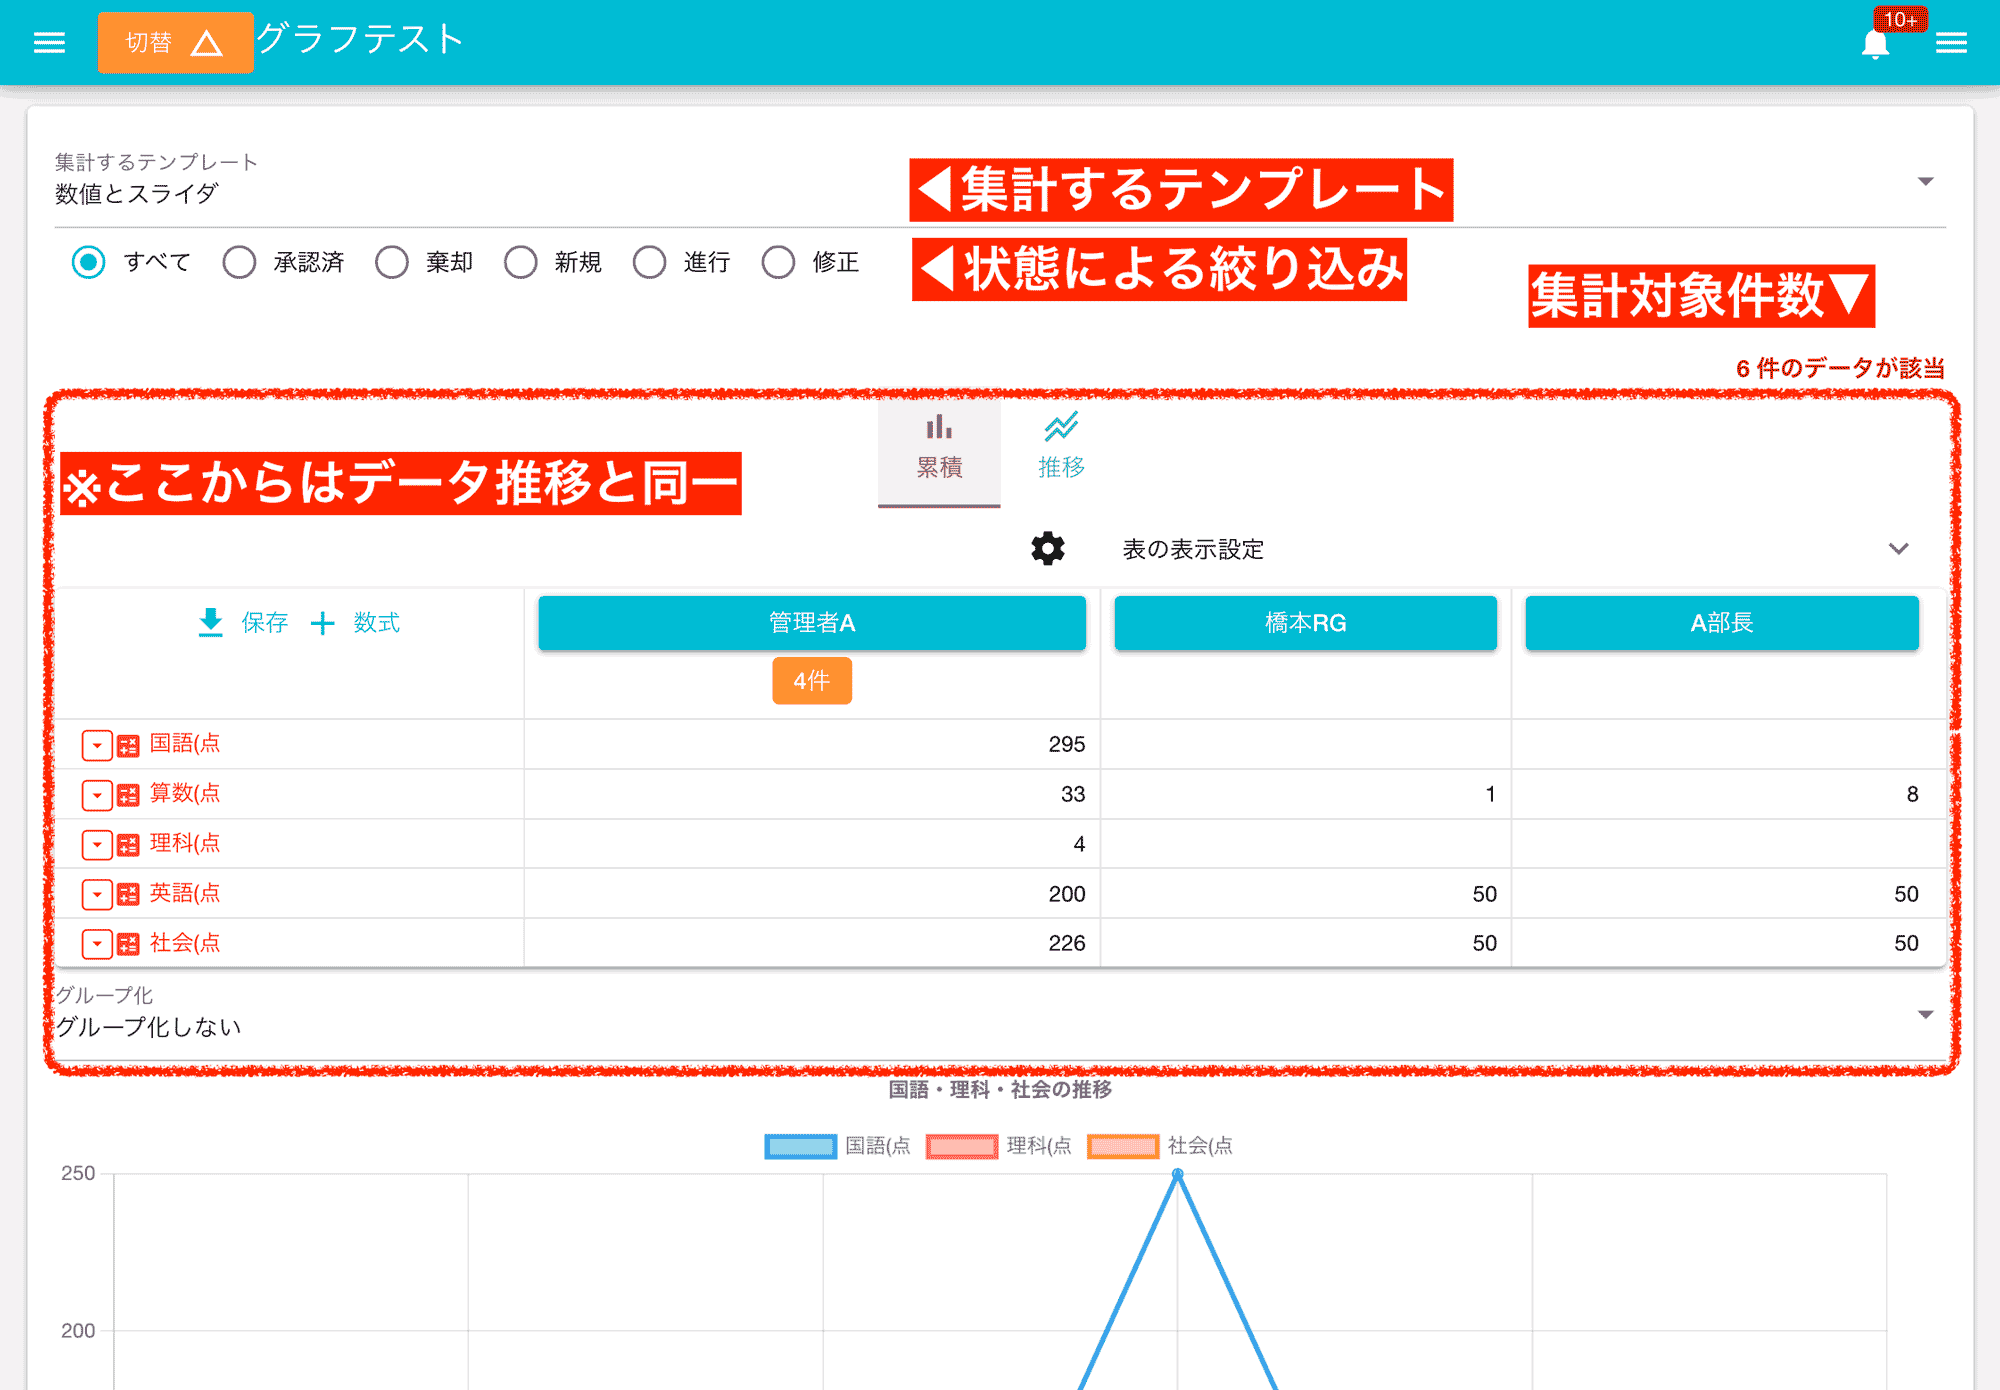 切替 グラフテスト 10+
集計するテンプレート
数値とスライダ
◀集計するテンプレート
すべて 承認済 棄却 新規 進行 修正
◀状態による絞り込み
集計対象件数▼
6 件のデータが該当
累積 推移
※ここからはデータ推移と同一
表の表示設定
保存 + 数式 管理者A 橋本RG A部長
4件
国語(点 295
算数(点 33 1 8
理科(点 4
英語(点 200 50 50
社会(点 226 50 50
グループ化
グループ化しない
国語・理科・社会の推移
国語(点 理科(点 社会(点
250
200